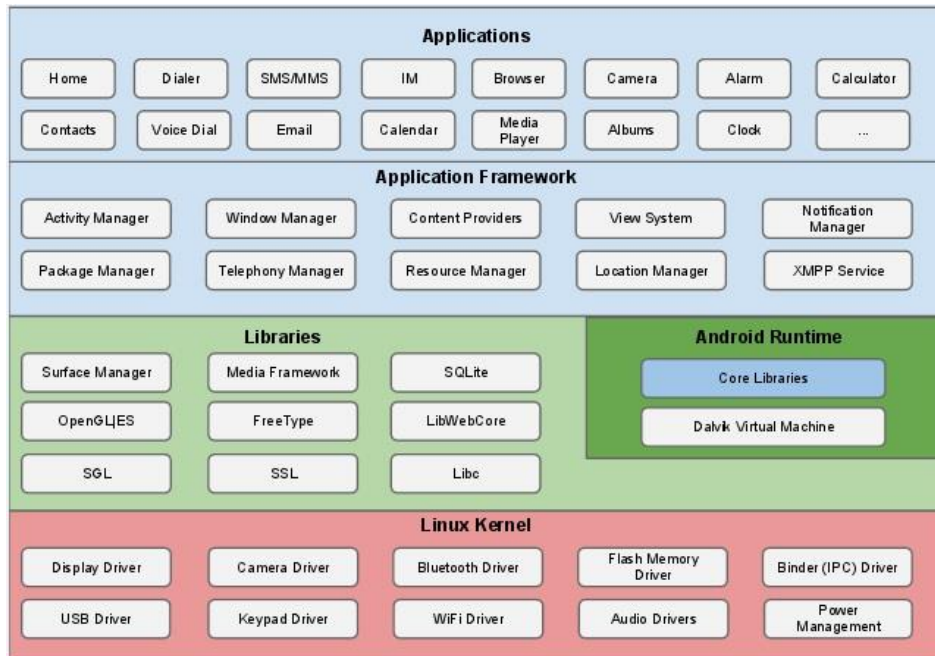 Applications
Home
Dialer
SMS/MMS
IM
Browser
Camera
Alarm
Calculator
Contacts
Voice Dial
Email
Calendar
Media
Player
Albums
Clock
...
Application Framework
Activity Manager
Window Manager
Content Providers
View System
Notification
Manager
Package Manager
Telephony Manager
Resource Manager
Location Manager
XMPP Service
Libraries
Surface Manager
Media Framework
SQLite
OpenGL|ES
FreeType
LibWebCore
SGL
SSL
Libc
Android Runtime
Core Libraries
Dalvik Virtual Machine
Linux Kernel
Display Driver
Camera Driver
Bluetooth Driver
Flash Memory
Driver
Binder (IPC) Driver
USB Driver
Keypad Driver
WiFi Driver
Audio Drivers
Power
Management